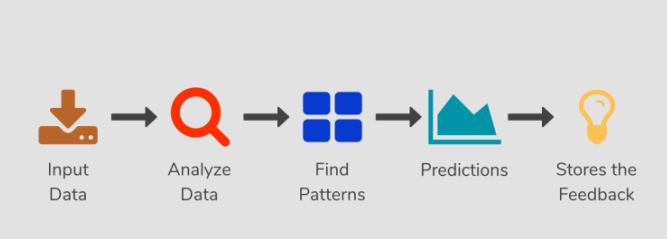 Input
Data
Analyze
Data
Find
Patterns
Predictions
Stores the
Feedback